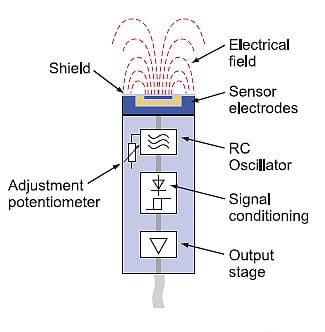 Electrical
field
Shield
Sensor
electrodes
RC
Oscillator
Adjustment
potentiometer
Signal
conditioning
Output
stage